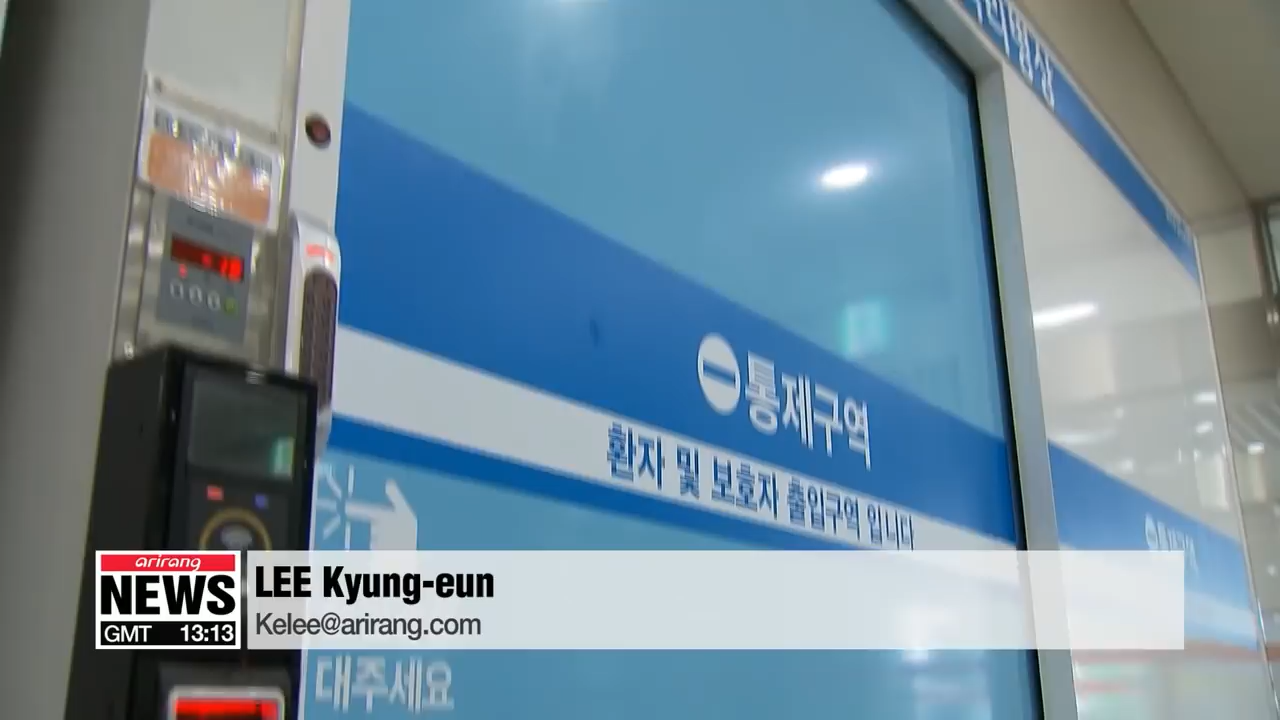 통제구역
환자 및 보호자 출입구역 입니다
대주세요
arirang
NEWS
GMT 13:13
LEE Kyung-eun
Kelee@arirang.com